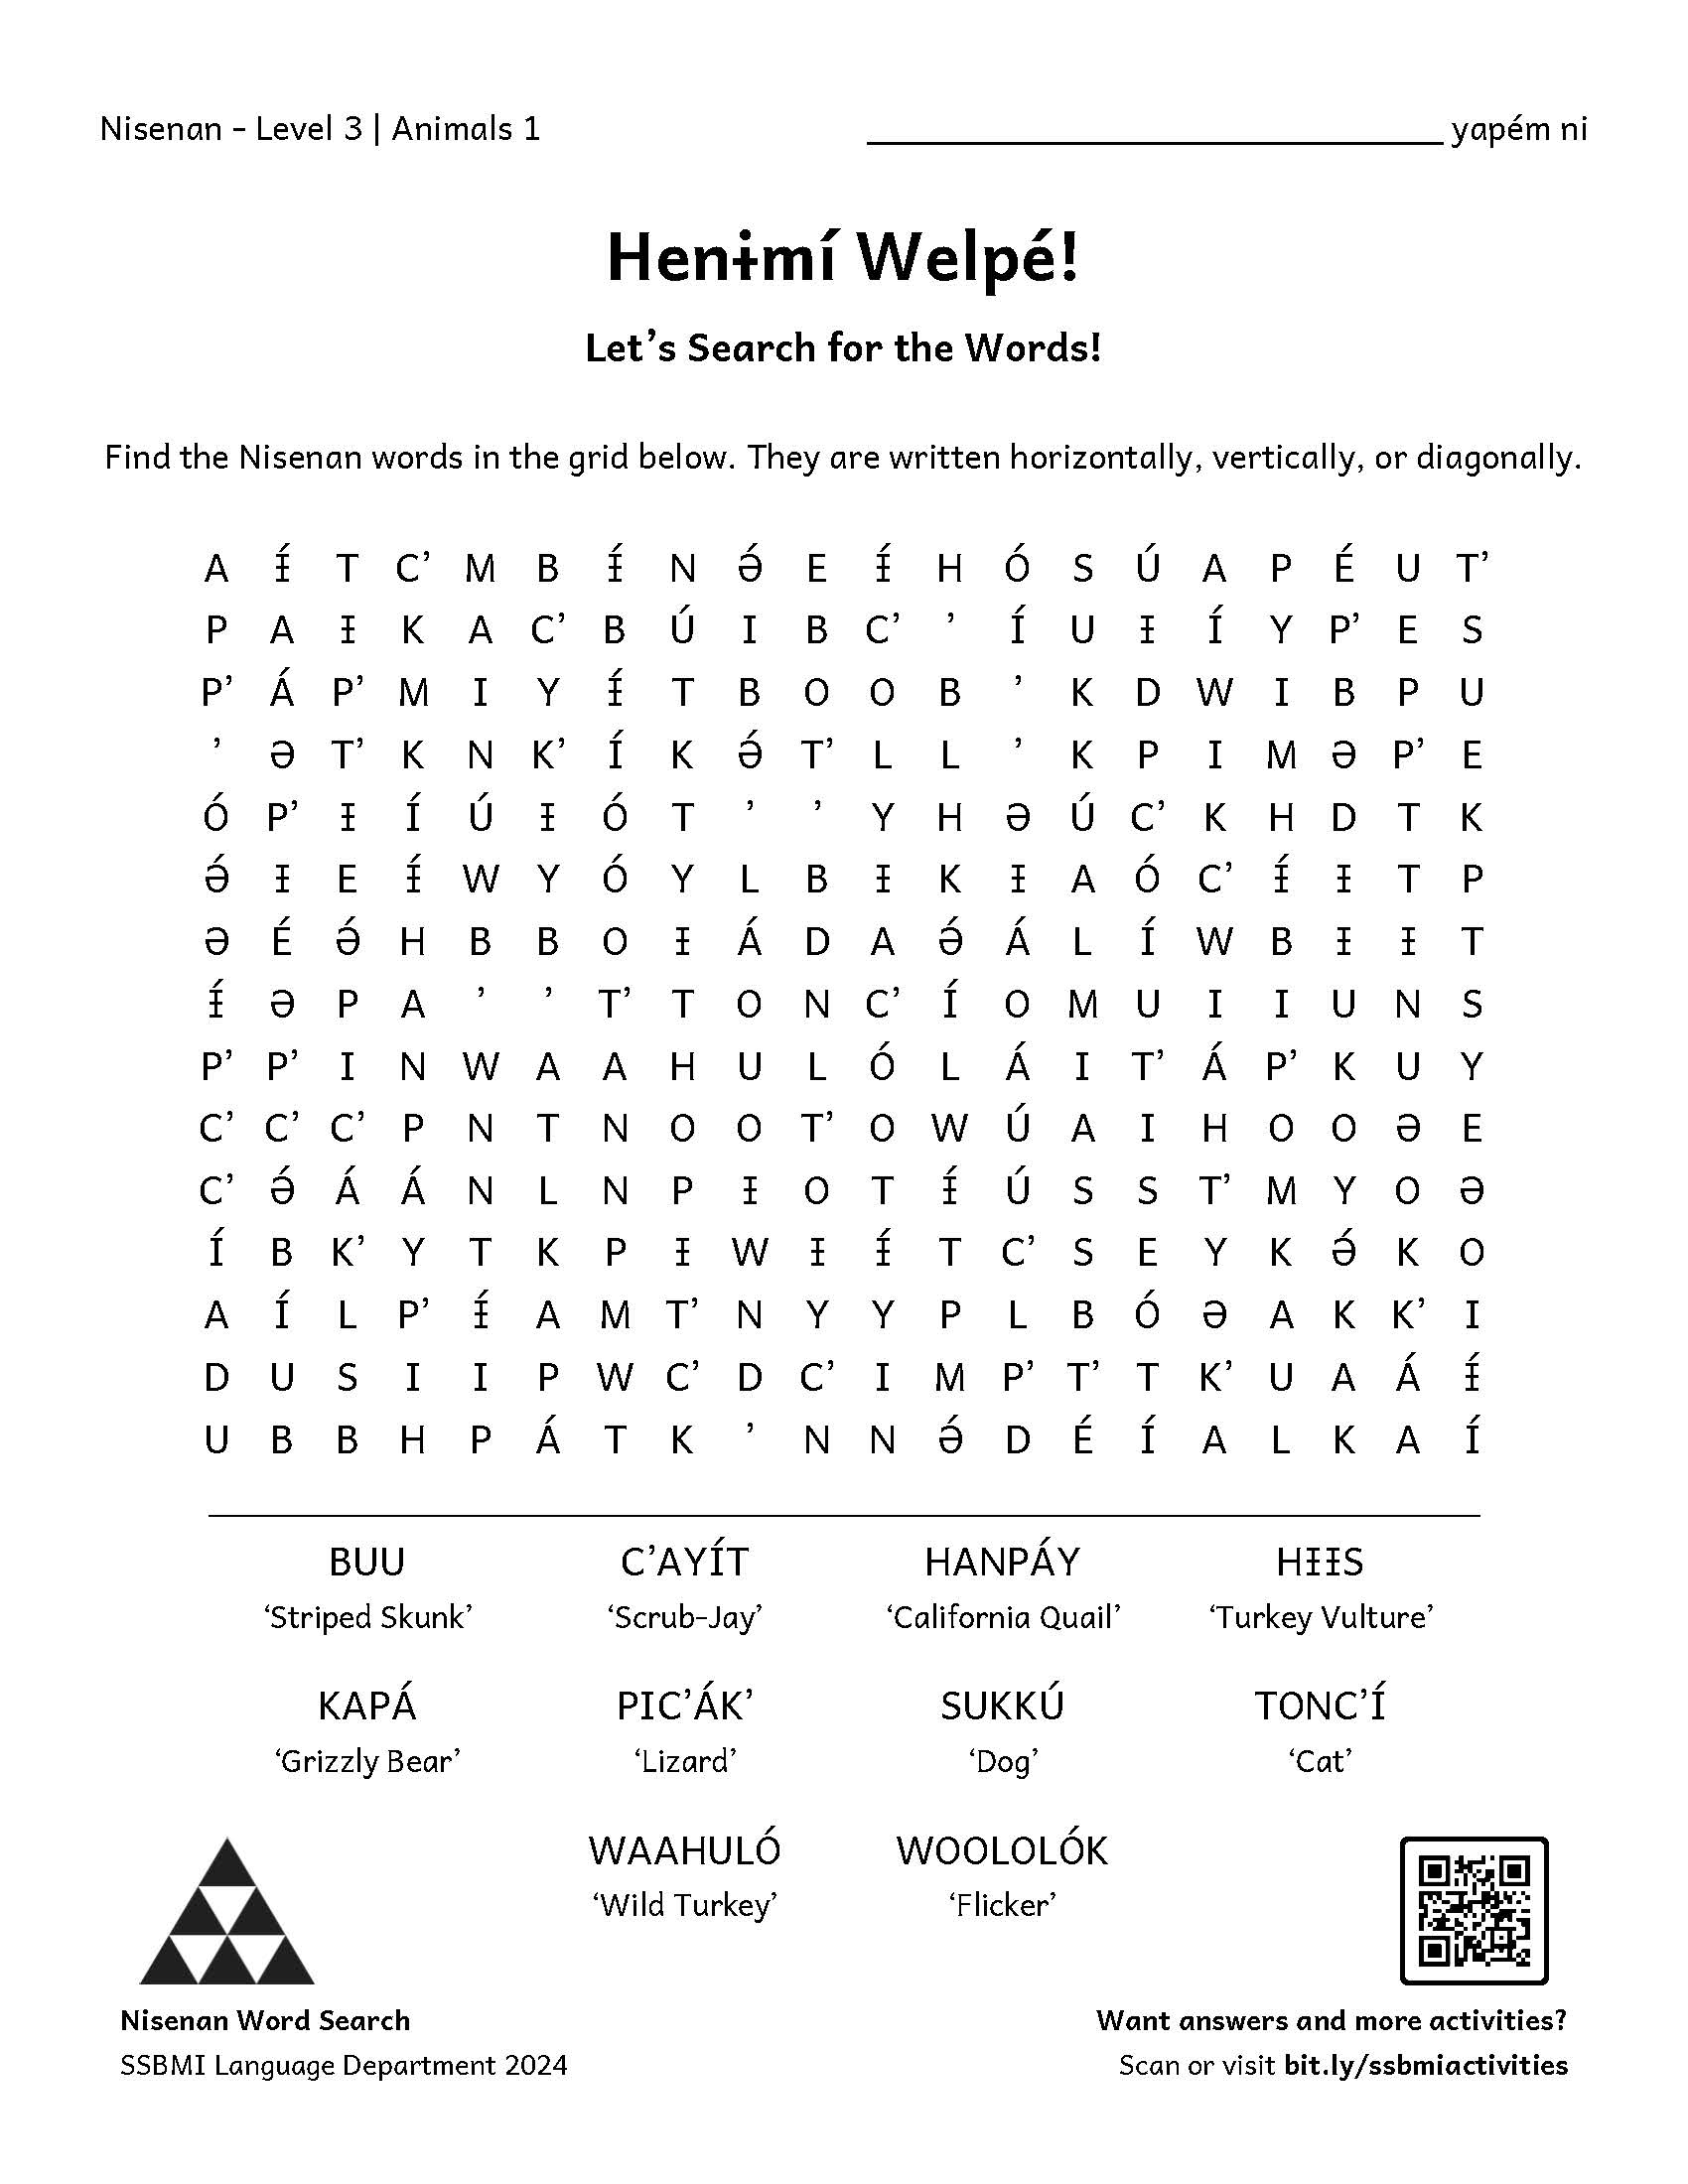 Nisenan – Level 3 | Animals 1 ______________________________ yapém ni
Henɨmí Welpé!
Let’s Search for the Words!
Find the Nisenan words in the grid below. They are written horizontally, vertically, or diagonally.
A Ɨ́ T C’ M B Ɨ́ N Ə́ E Ɨ́ H Ó S Ú A P É U T’
P A Ɨ K A C’ B Ú I B C’ ’ Í U Ɨ Í Y P’ E S
P’ Á P’ M I Y Ɨ́ T B O O B ’ K D W I B P U
’ Ə T’ K N K’ Í K Ə́ T’ L L ’ K P I M Ə P’ E
Ó P’ Ɨ Í Ú Ɨ Ó T ’ ’ Y H Ə Ú C’ K H D T K
Ə́ Ɨ E Ɨ́ W Y Ó Y L B Ɨ K Ɨ A Ó C’ Ɨ́ Ɨ T P
Ə É Ə́ H B B O Ɨ Á D A Ə́ Á L Í W B Ɨ Ɨ T
Ɨ́ Ə P A ’ ’ T’ T O N C’ Í O M U I I U N S
P’ P’ I N W A A H U L Ó L Á I T’ Á P’ K U Y
C’ C’ C’ P N T N O O T’ O W Ú A I H O O Ə E
C’ Ə́ Á Á N L N P Ɨ O T Ɨ́ Ú S S T’ M Y O Ə
Í B K’ Y T K P Ɨ W Ɨ Ɨ́ T C’ S E Y K Ə́ K O
A Í L P’ Ɨ́ A M T’ N Y Y P L B Ó Ə A K K’ I
D U S I I P W C’ D C’ I M P’ T’ T K’ U A Á Ɨ́
U B B H P Á T K ’ N N Ə́ D É Í A L K A Í
BUU C’AYÍT HANPÁY HƗƗS
‘Striped Skunk’ ‘Scrub-Jay’ ‘California Quail’ ‘Turkey Vulture’
KAPÁ PIC’ÁK’ SUKKÚ TONC’Í
‘Grizzly Bear’ ‘Lizard’ ‘Dog’ ‘Cat’
WAAHULÓ WOOLOLÓK
‘Wild Turkey’ ‘Flicker’
Nisenan Word Search
SSBMI Language Department 2024
Want answers and more activities?
Scan or visit bit.ly/ssbmiactivities